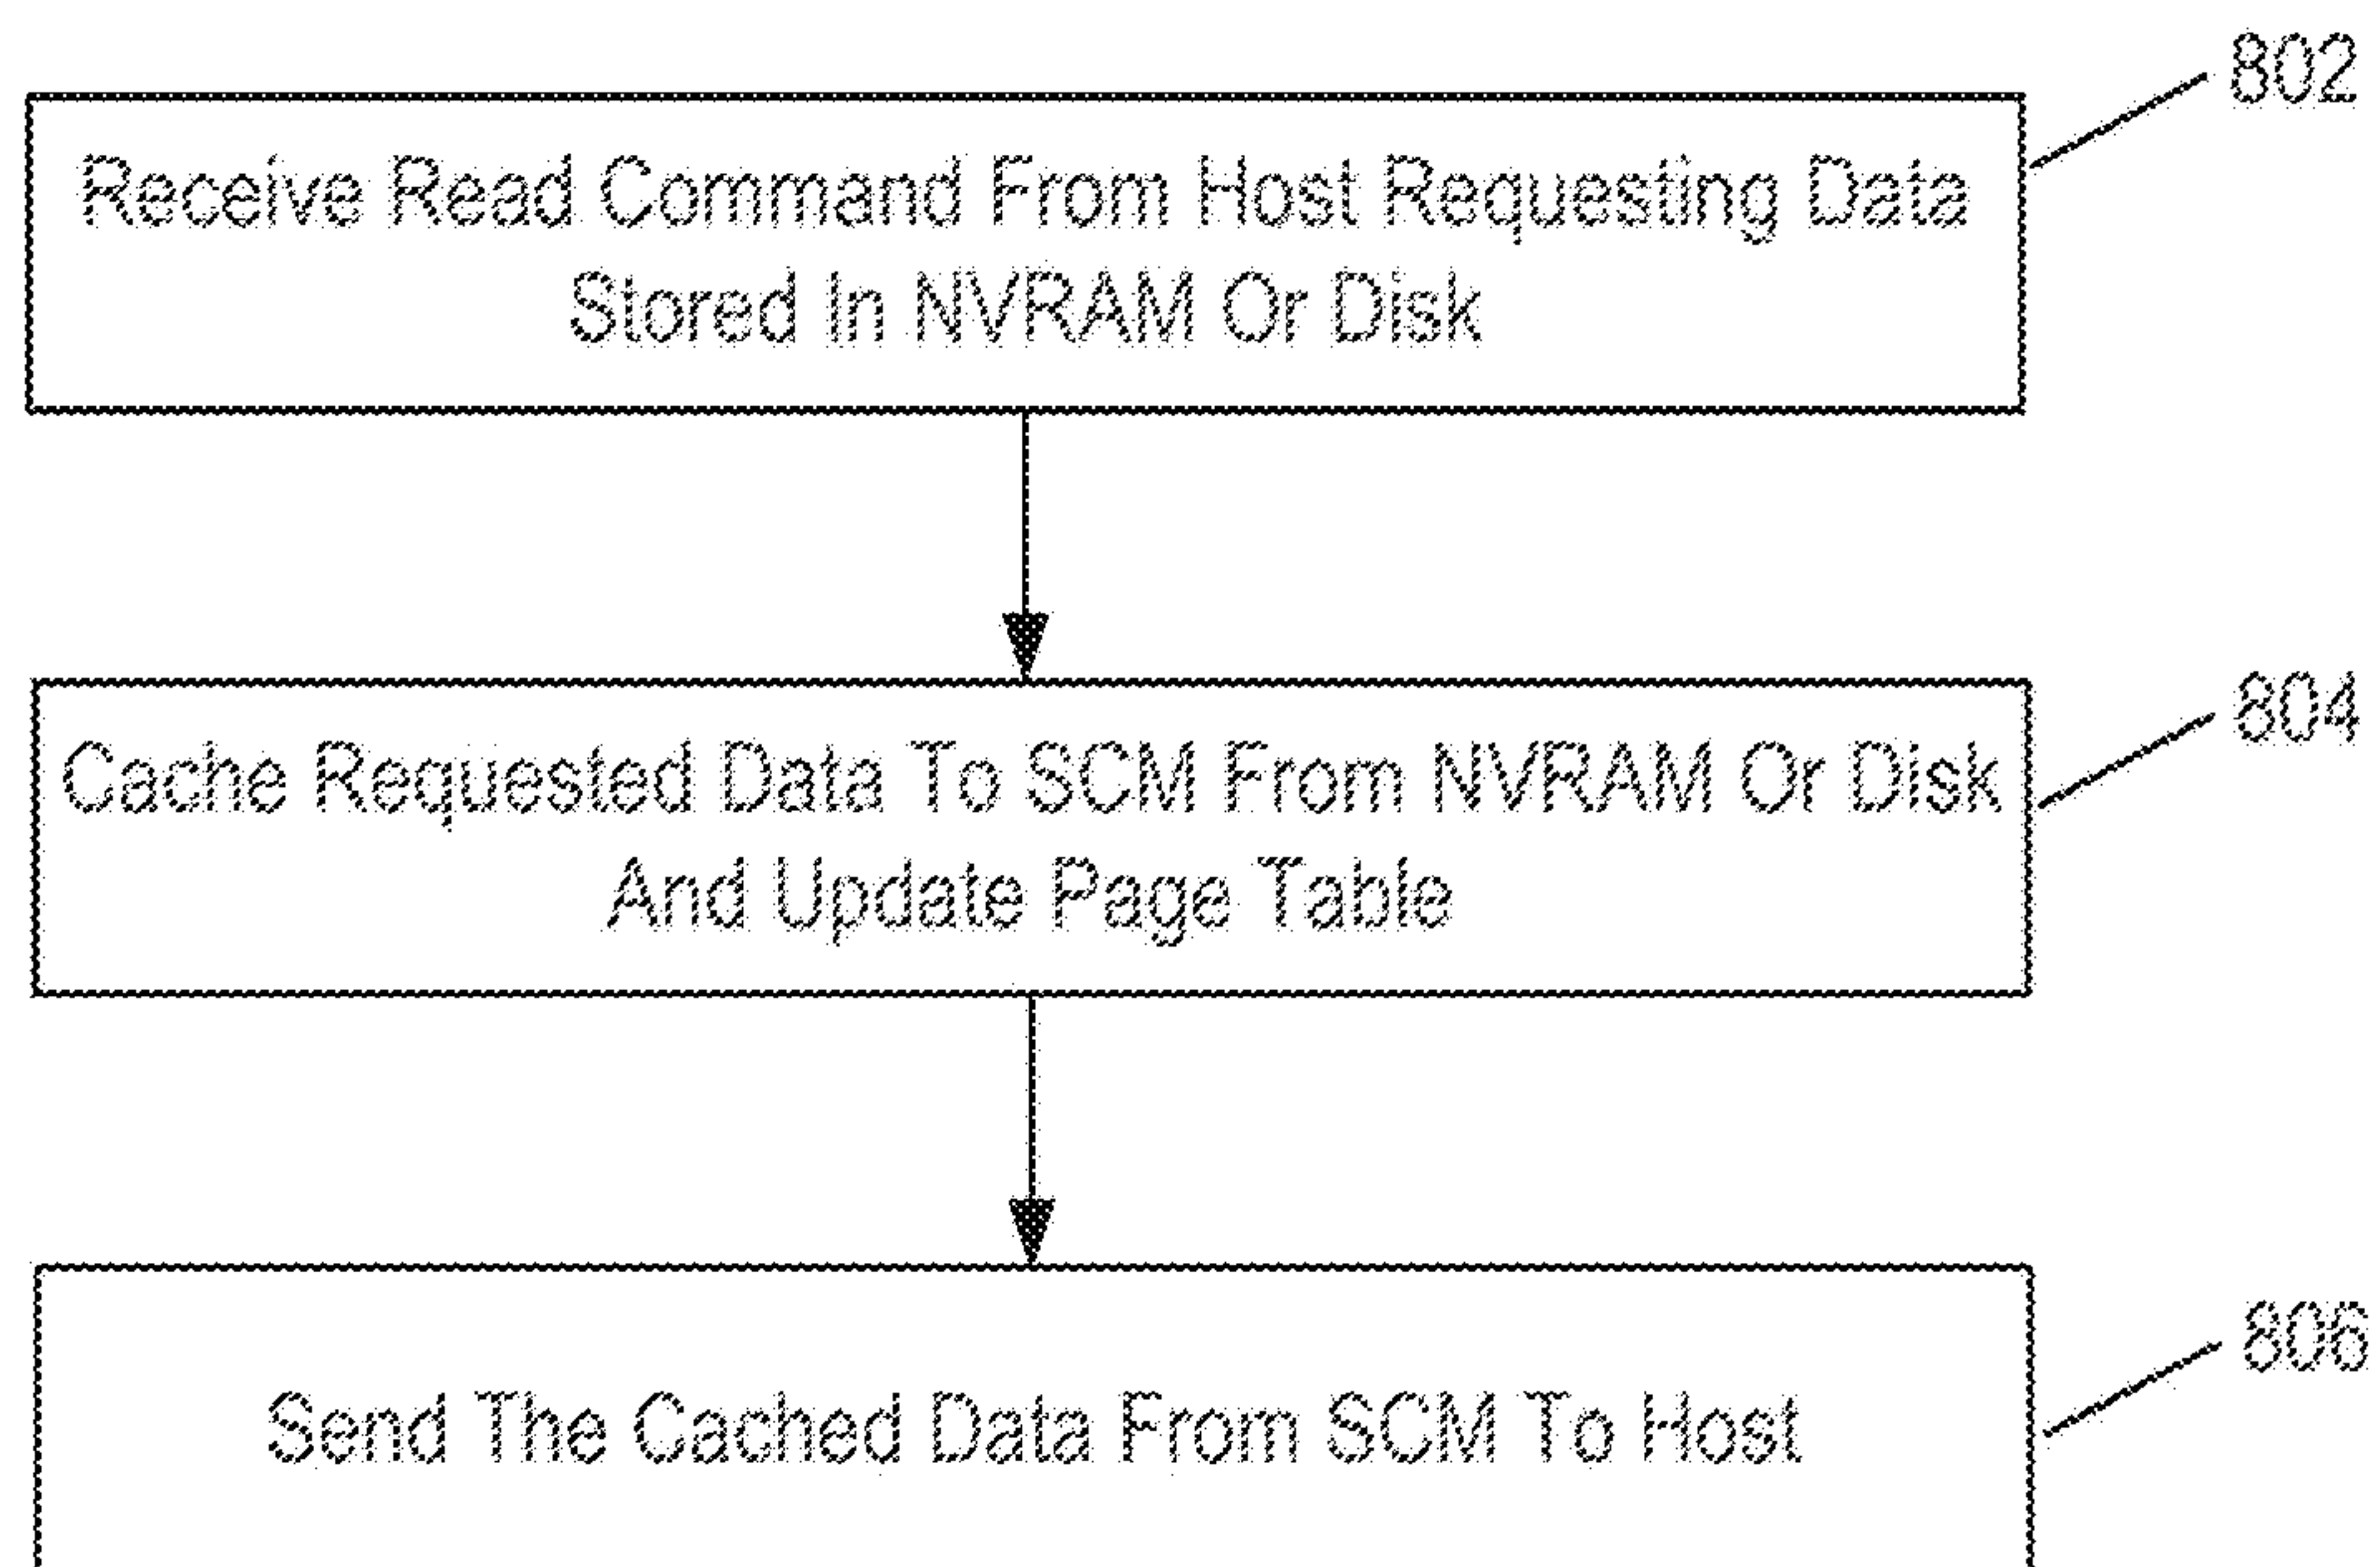 802
Receive Read Command From Host Requesting Data
Stored In NVRAM Or Disk
804
Cache Requested Data To SCM From NVRAM Or Disk
And Update Page Table
806
Send The Cached Data From SCM To Host